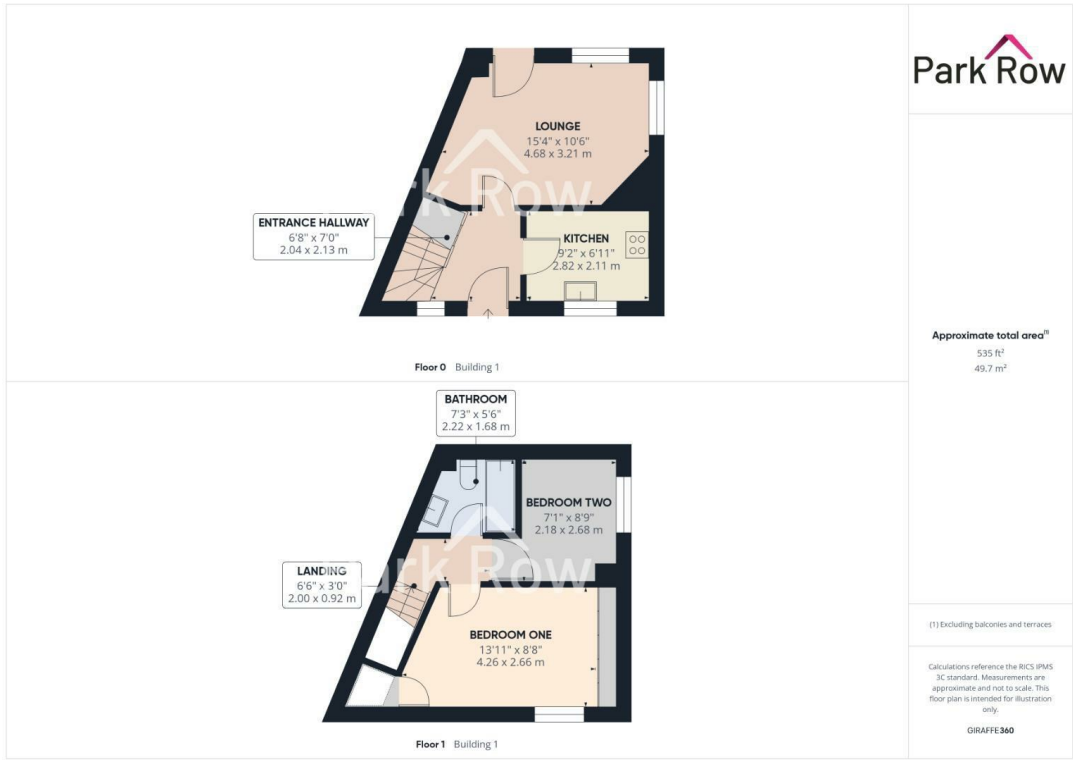 LOUNGE
15'4" x 10'6"
4.68 x 3.21 m
Park Row
ENTRANCE HALLWAY
6'8" x 7'0"
2.04 x 2.13 m
KITCHEN
9'2" x 6'11"
2.82 x 2.11 m
Floor 0 Building 1
BATHROOM
7'3" x 5'6"
2.22 x 1.68 m
BEDROOM TWO
7'1" x 8'9"
2.18 x 2.68 m
LANDING
6'6" x 3'0"
2.00 x 0.92 m
Park Row
BEDROOM ONE
13'11" x 8'8"
4.26 x 2.66 m
Floor 1 Building 1
Park Row
Approximate total area(1)
535 ft²
49.7 m²
(1) Excluding balconies and terraces
Calculations reference the RICS IPMS
3C standard. Measurements are
approximate and not to scale. This
floor plan is intended for illustration
only.
GIRAFFE360